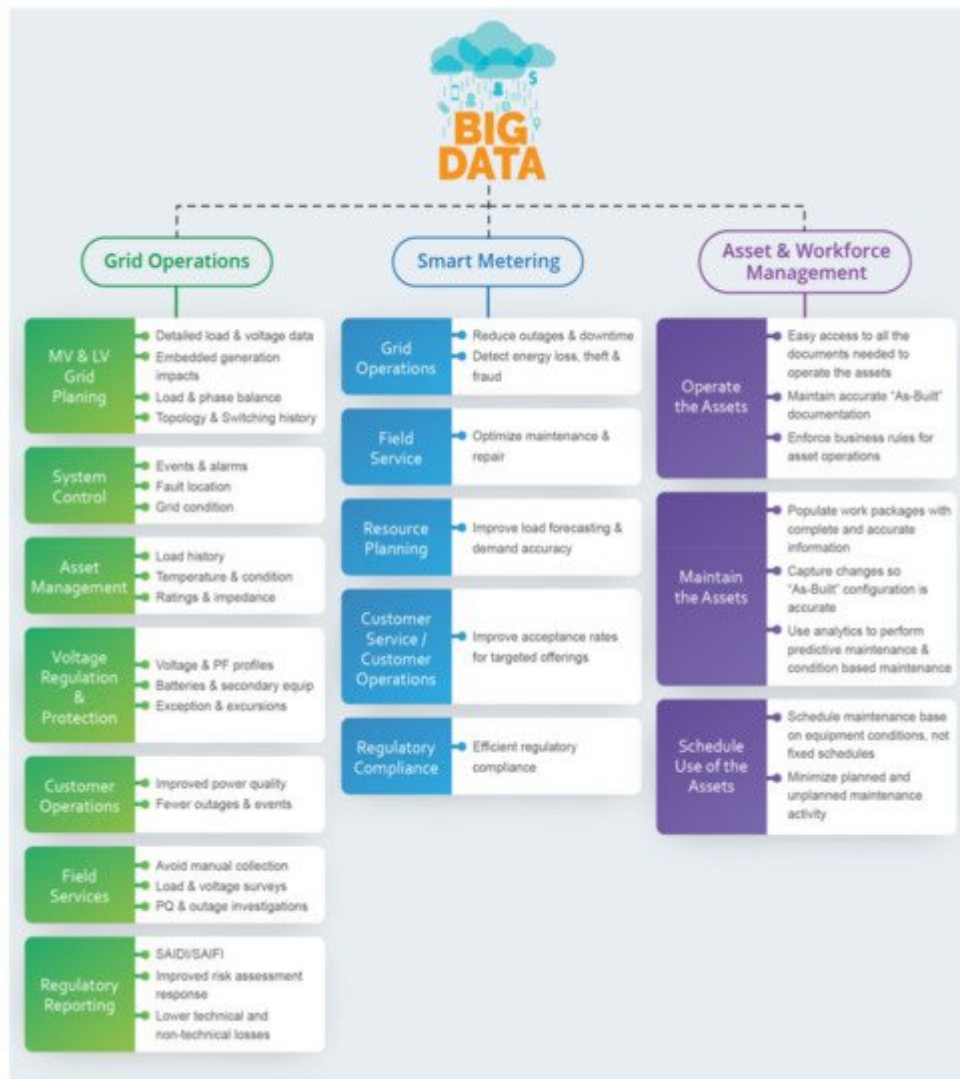 BIG
DATA
Grid Operations
MV & LV
Grid
Planing
Detailed load & voltage data
Embedded generation
impacts
Load & phase balance
Topology & Switching history
System
Control
Events & alarms
Fault location
Grid condition
Asset
Management
Load history
Temperature & condition
Ratings & impedance
Voltage
Regulation
&
Protection
Voltage & PF profiles
Batteries & secondary equip
Exception & excursions
Customer
Operations
Improved power quality
Fewer outages & events
Field
Services
Avoid manual collection
Load & voltage surveys
PQ & outage investigations
Regulatory
Reporting
SAIDI/SAIFI
Improved risk assessment
response
Lower technical and
non-technical losses
Smart Metering
Grid
Operations
Reduce outages & downtime
Detect energy loss, theft &
fraud
Field
Service
Optimize maintenance &
repair
Resource
Planning
Improve load forecasting &
demand accuracy
Customer
Service /
Customer
Operations
Improve acceptance rates
for targeted offerings
Regulatory
Compliance
Efficient regulatory
compliance
Asset & Workforce
Management
Operate
the Assets
Easy access to all the
documents needed to
operate the assets
Maintain accurate "As-Built"
documentation
Enforce business rules for
asset operations
Maintain
the Assets
Populate work packages with
complete and accurate
information
Capture changes so
"As-Built" configuration is
accurate
Use analytics to perform
predictive maintenance &
condition based maintenance
Schedule
Use of the
Assets
Schedule maintenance base
on equipment conditions, not
fixed schedules
Minimize planned and
unplanned maintenance
activity